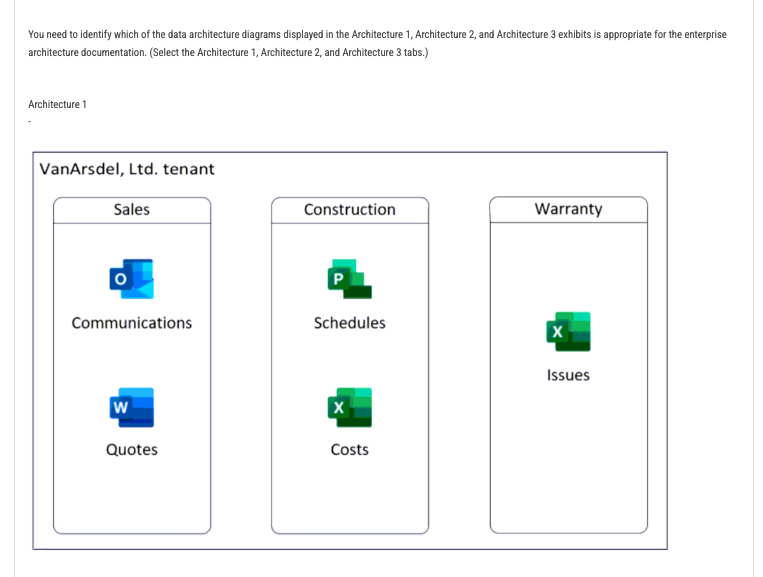 You need to identify which of the data architecture diagrams displayed in the Architecture 1, Architecture 2, and Architecture 3 exhibits is appropriate for the enterprise
architecture documentation. (Select the Architecture 1, Architecture 2, and Architecture 3 tabs.)
Architecture 1
-
VanArsdel, Ltd. tenant
Sales
Construction
Warranty
O
P
Communications
Schedules
X
Issues
W
X
Quotes
Costs